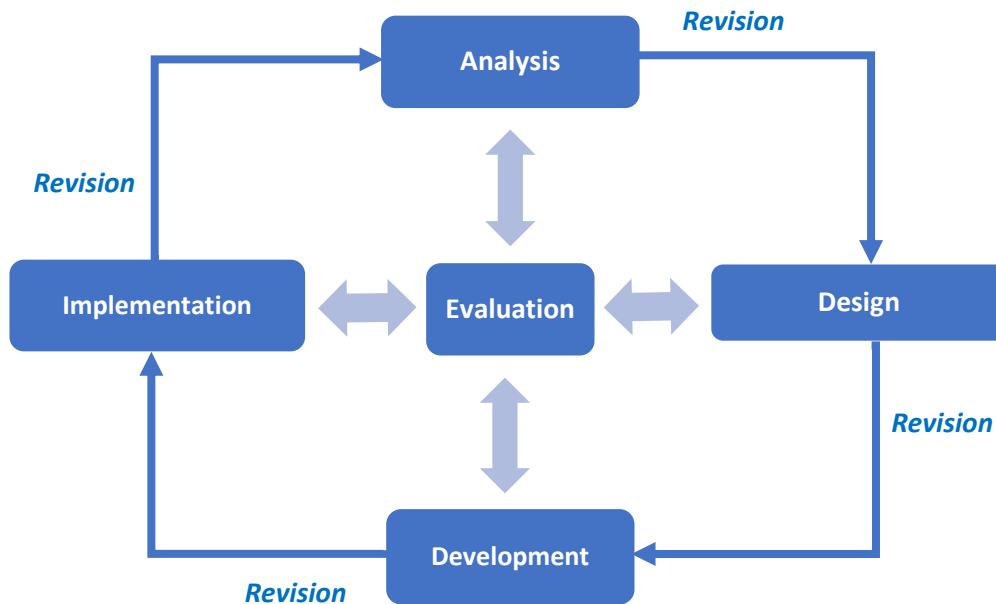 Revision
Analysis
Revision
Implementation
Evaluation
Design
Revision
Development
Revision